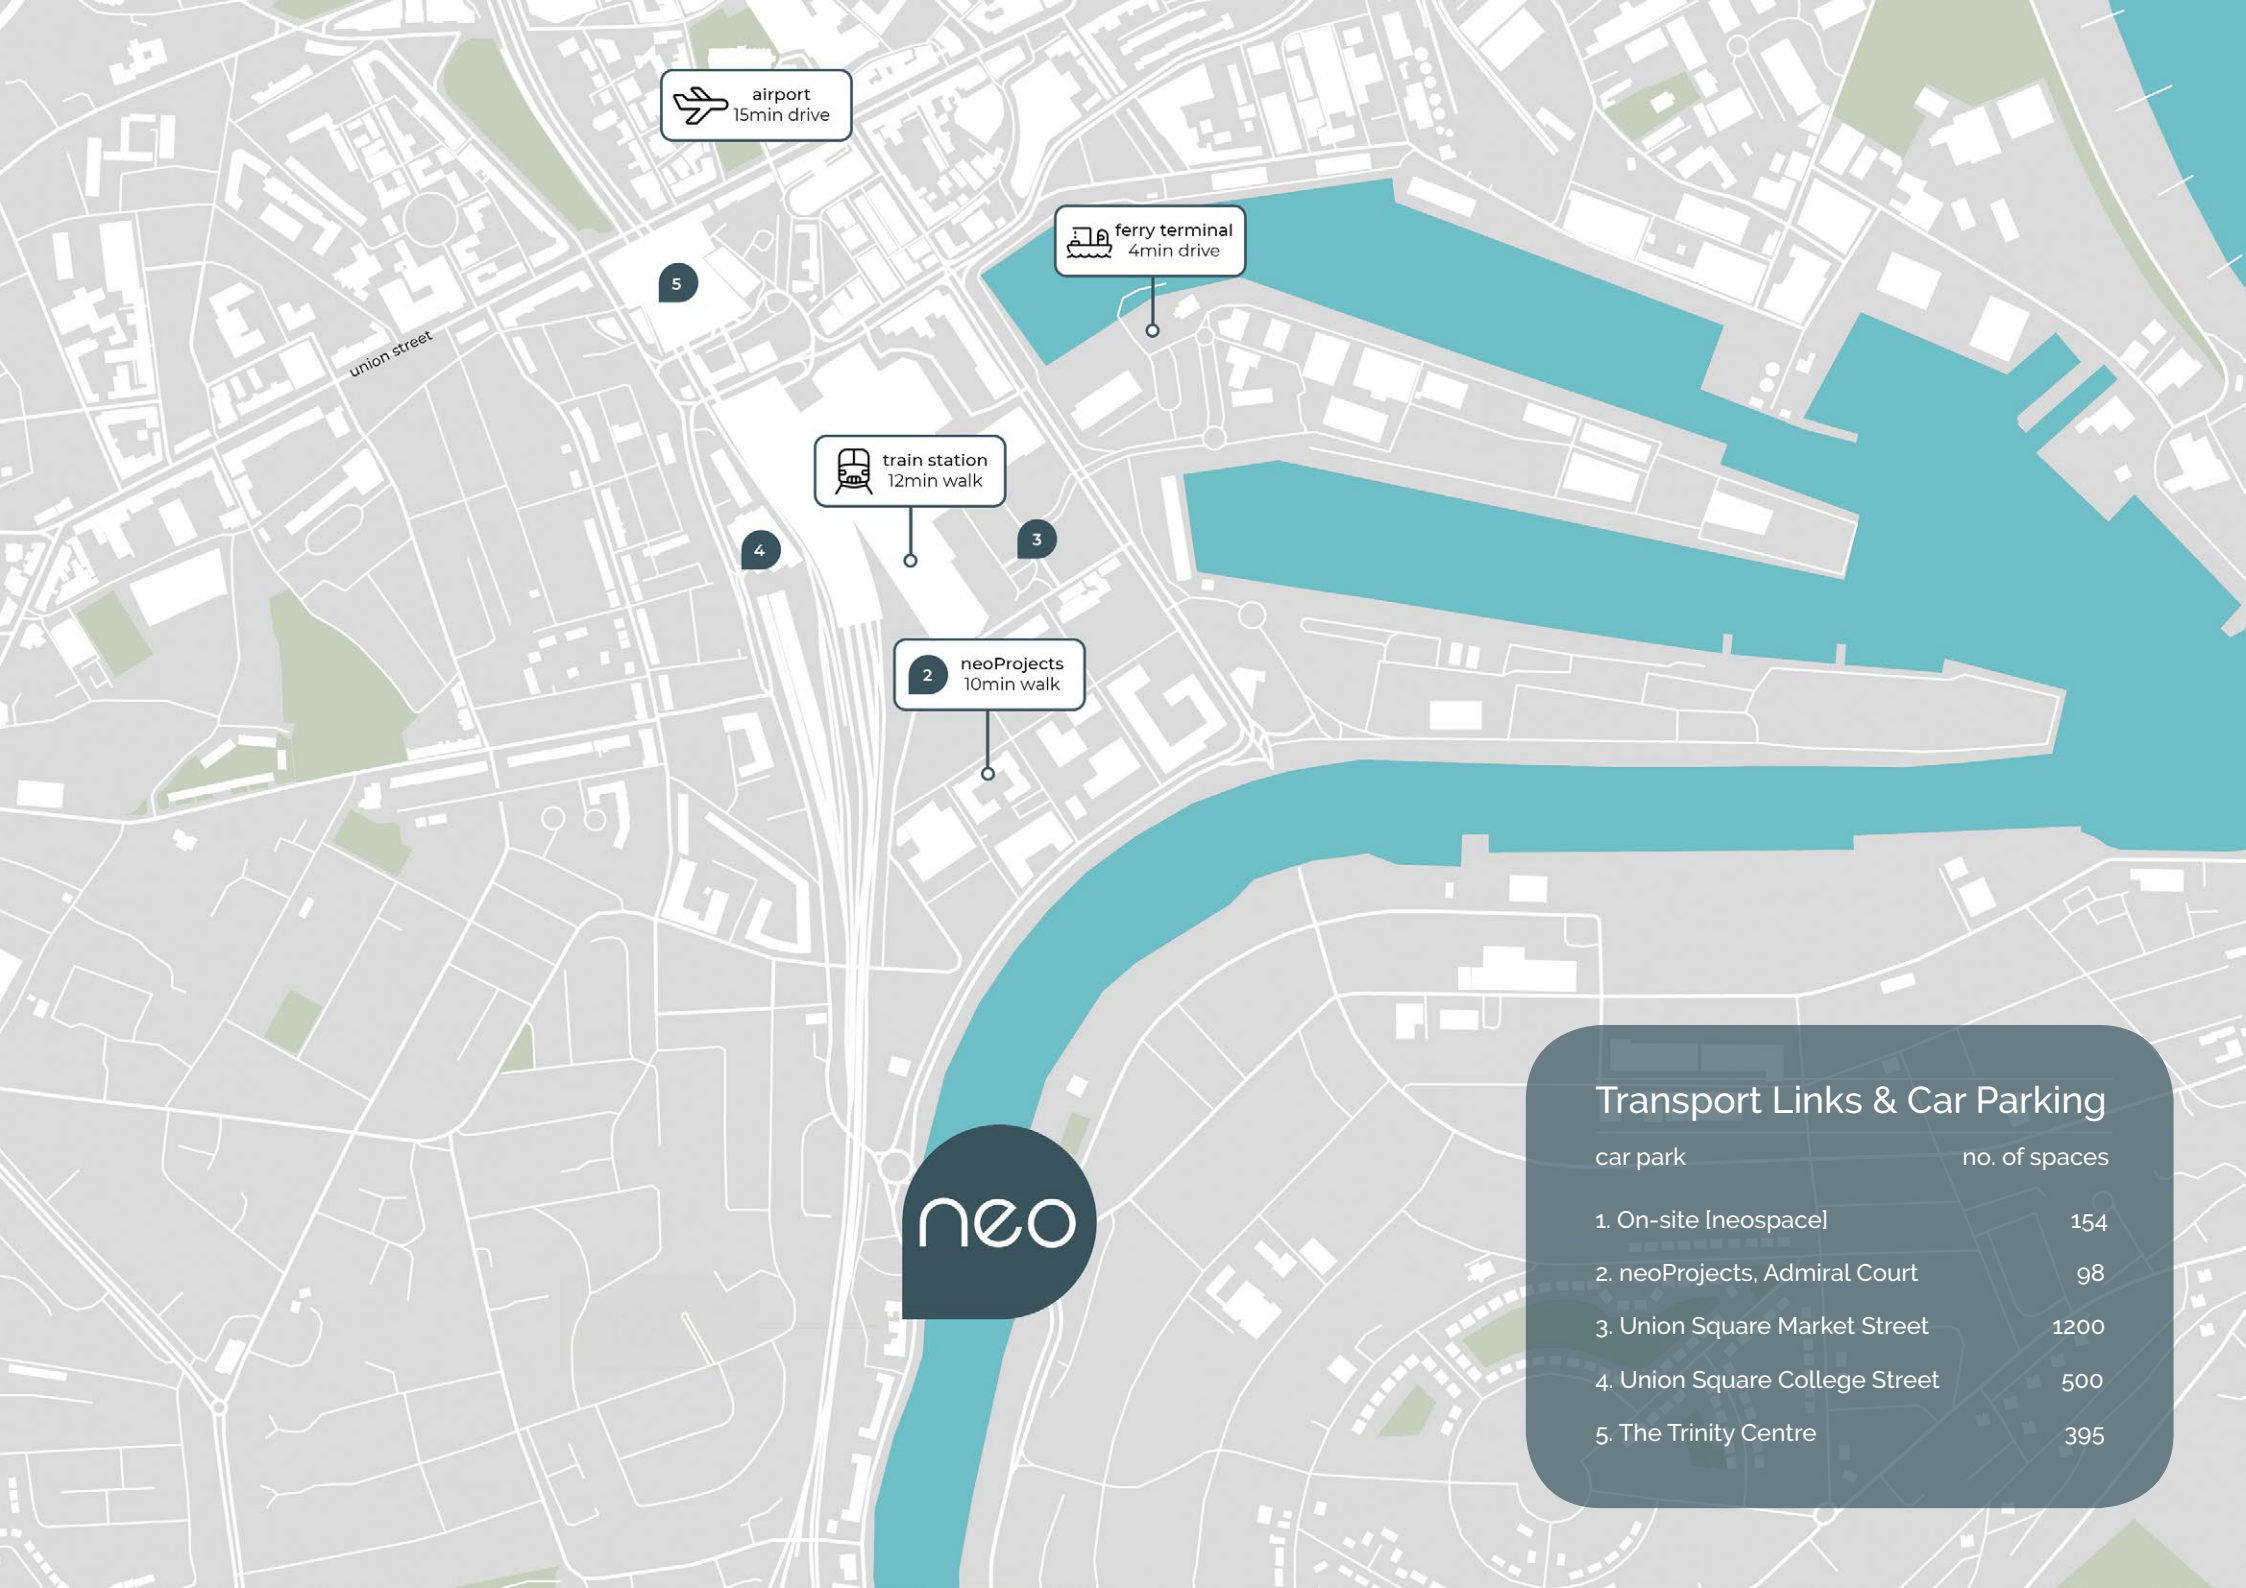 airport
15min drive
ferry terminal
4min drive
5
union street
train station
12min walk
3
4
neoProjects
2
10min walk
Transport Links & Car Parking
car park no. of spaces
neo
1. On-site [neospace] 154
2. neoProjects, Admiral Court 98
3. Union Square Market Street 1200
4. Union Square College Street 500
5. The Trinity Centre 395